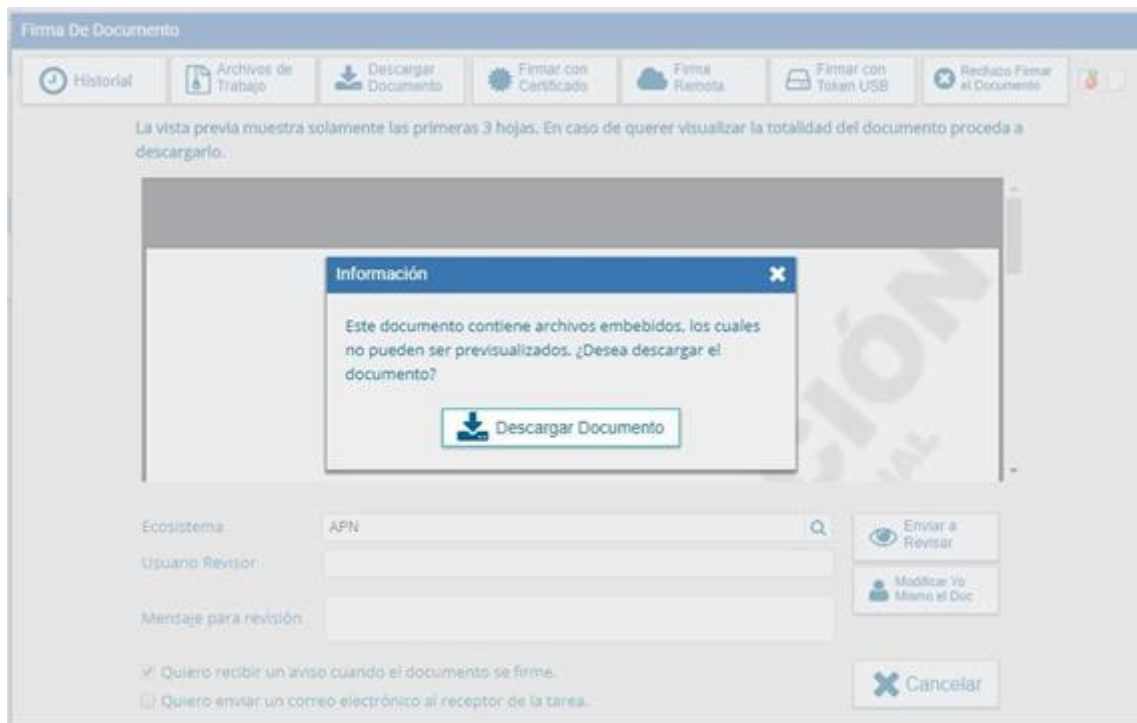 Firma De Documento
Historial
Archivos de
Trabajo
Descargar
Documento
Firmar con
Certificado
Firma
Remota
Firmar con
Token USB
Rechazo Firmar
el Documento
La vista previa muestra solamente las primeras 3 hojas. En caso de querer visualizar la totalidad del documento proceda a
descargarlo.
Información
Este documento contiene archivos embebidos, los cuales
no pueden ser previsualizados. ¿Desea descargar el
documento?
Descargar Documento
Ecosistema
APN
Enviar a
Revisar
Usuario Revisor
Modificar Yo
Mismo el Doc
Mensaje para revisión
Quiero recibir un aviso cuando el documento se firme.
Quiero enviar un correo electrónico al receptor de la tarea.
Cancelar